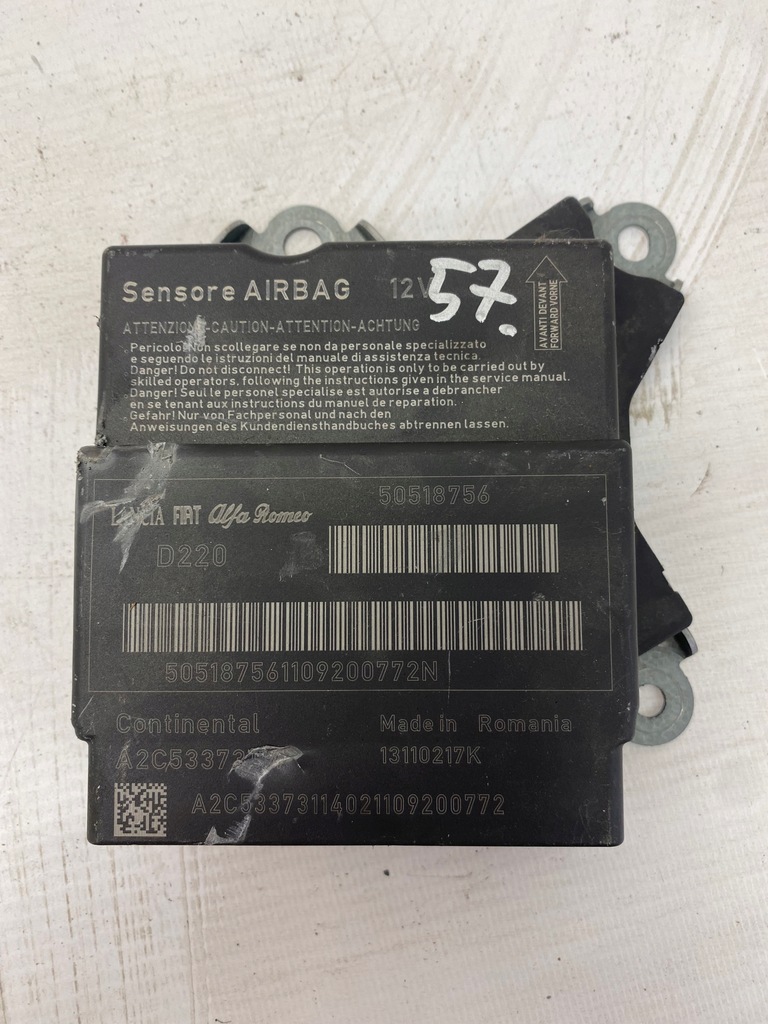 Sensore AIRBAG 12V
57.
AVANTI DEVANT
FORWARD VORNE
ATTENZIONE-CAUTION-ATTENTION-ACHTUNG
Pericolo! Non scollegare se non da personale specializzato
e seguendo le istruzioni del manuale di assistenza tecnica.
Danger! Do not disconnect! This operation is only to be carried out by
skilled operators, following the instructions given in the service manual.
Danger! Seul le personel specialise est autorise a debrancher
en se tenant aux instructions du manuel de reparation.
Gefahr! Nur von Fachpersonal und nach den
Anweisungen des Kundendiensthandbuches abtrennen lassen.
50518756
LANCIA FIAT Alfa Romeo
D220
505187561109200772N
Continental Made in Romania
13110217K
A2C53373114021109200772